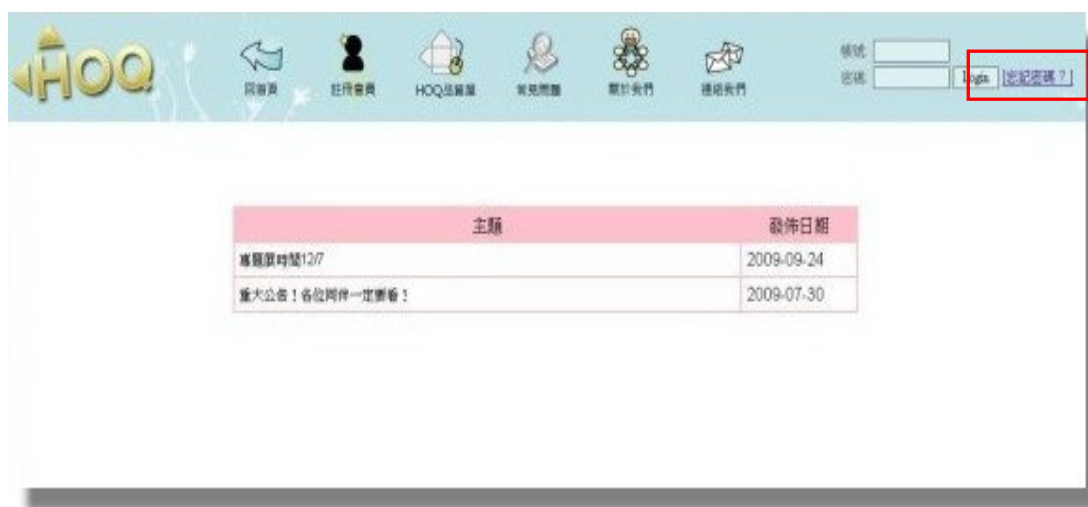 HOQ
回首頁
註冊會員
HOQ品質屋
常見問題
關於我們
連絡我們
帳號:
密碼:
Login [忘記密碼?]
主題 發佈日期
專題展時間12/7 2009-09-24
重大公告!各位同伴一定要看! 2009-07-30